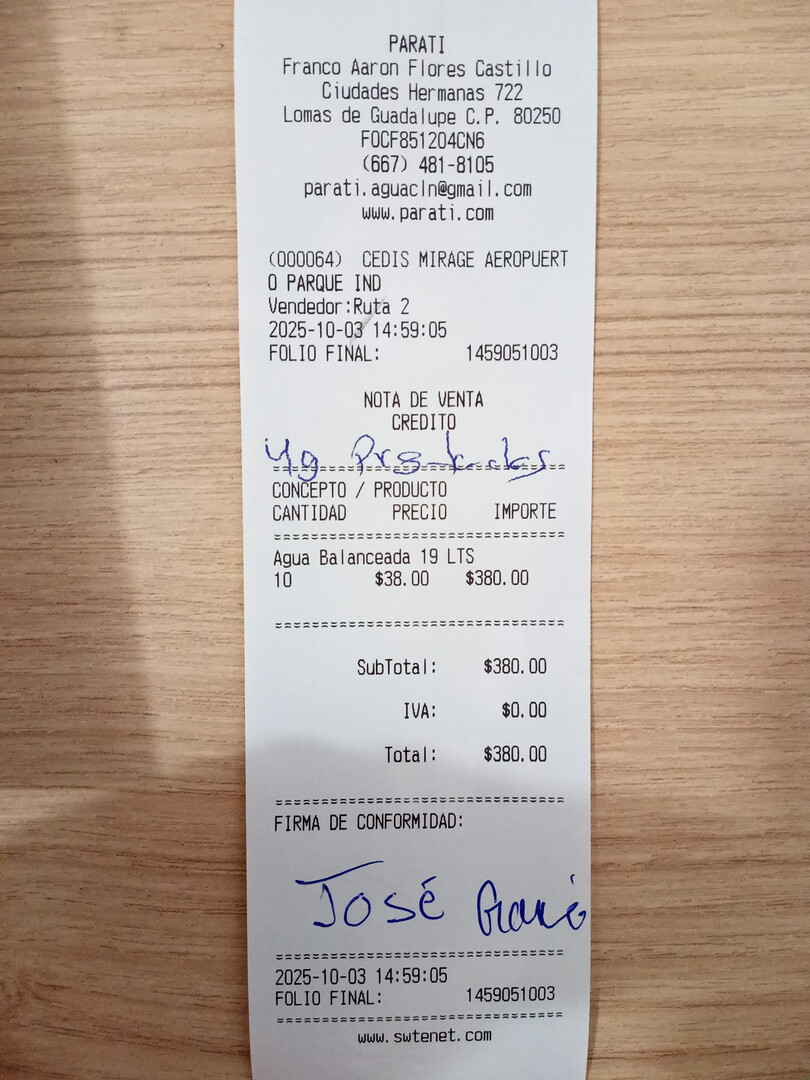 PARATI
Franco Aaron Flores Castillo
Ciudades Hermanas 722
Lomas de Guadalupe C.P. 80250
FOCF851204CN6
(667) 481-8105
parati.aguacln@gmail.com
www.parati.com
(000064) CEDIS MIRAGE AEROPUERT
O PARQUE IND
Vendedor:Ruta 2
2025-10-03 14:59:05
FOLIO FINAL: 1459051003
NOTA DE VENTA
CREDITO
CONCEPTO / PRODUCTO
CANTIDAD PRECIO IMPORTE
Agua Balanceada 19 LTS
10 $38.00 $380.00
SubTotal: $380.00
IVA: $0.00
Total: $380.00
FIRMA DE CONFORMIDAD:
José
2025-10-03 14:59:05
FOLIO FINAL: 1459051003
www.swtenet.com